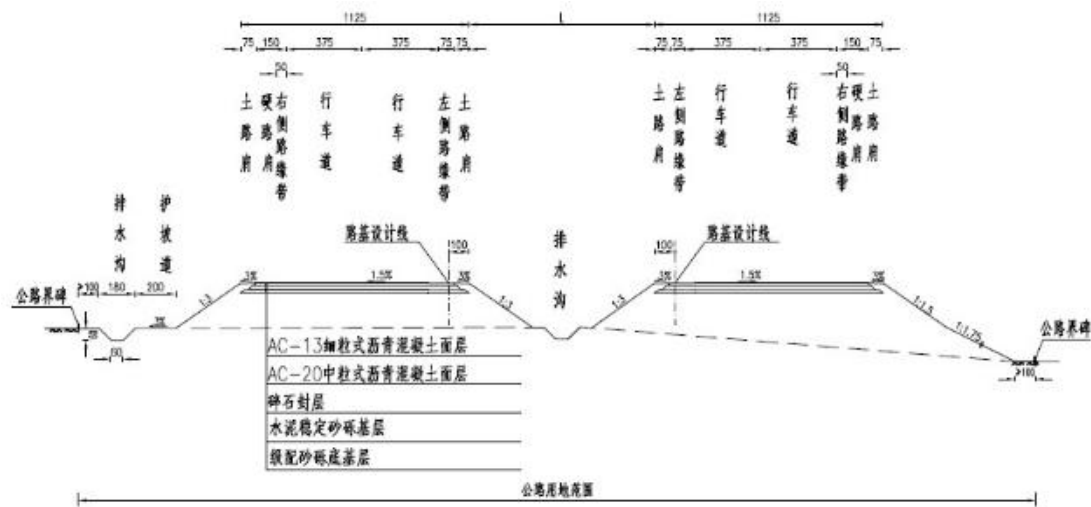 1125 L 1125
75 150 375 375 75 75 75 75 375 375 150 75
50 50
土路肩 硬路肩 右侧路缘带 行车道 行车道 左侧路缘带 土路肩 土路肩 左侧路缘带 行车道 行车道 右侧路缘带 硬路肩 土路肩
排水沟 护坡道 路基设计线 排水沟 路基设计线
100 100
3% 1.5% 3% 3% 1.5% 3%
≥100 180 200
公路界碑 1:3 1:3 1:3 1:1.5
3% 1:1.75 公路界碑
60
≥100
AC-13细粒式沥青混凝土面层
AC-20中粒式沥青混凝土面层
碎石封层
水泥稳定砂砾基层
级配砂砾底基层
公路用地范围